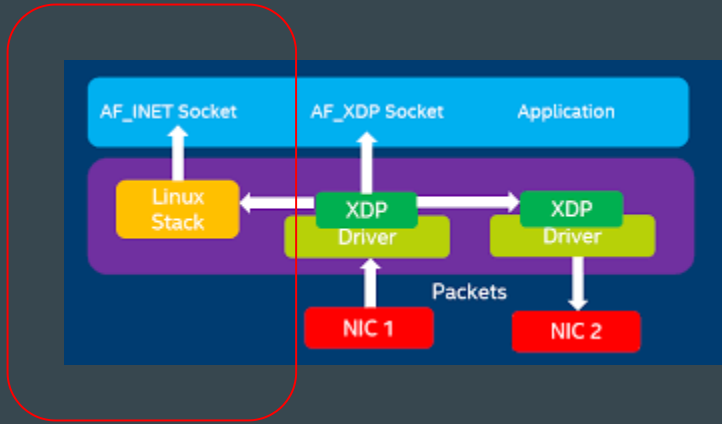 AF_INET Socket
AF_XDP Socket
Application
Linux
Stack
XDP
Driver
XDP
Driver
Packets
NIC 1
NIC 2